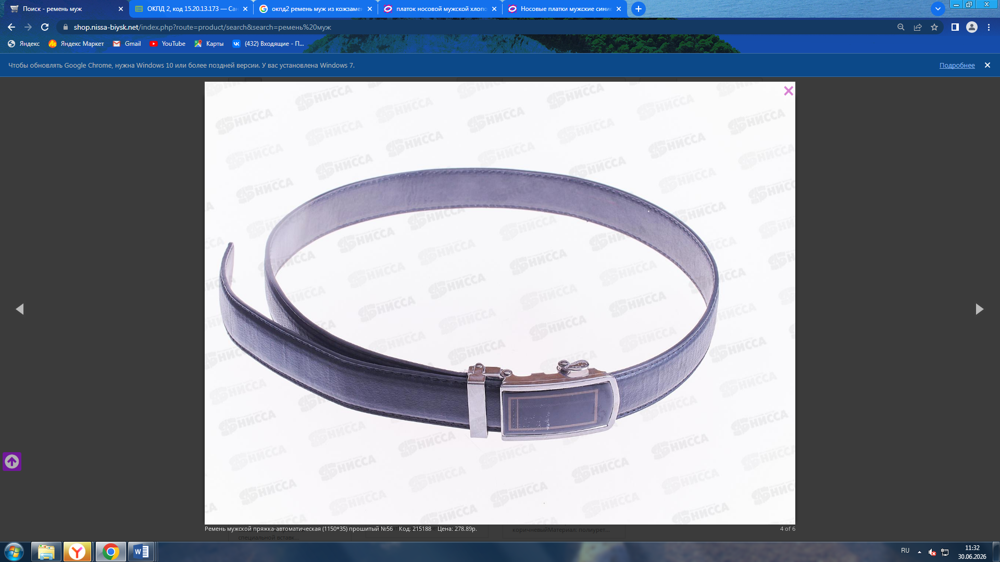 Поиск - ремень муж
ОКПД 2, код 15.20.13.173 — Сан
окпд2 ремень муж из кожзамен
платок носовой мужской хлопо
Носовые платки мужские сини
shop.nissa-biysk.net/index.php?route=product/search&search=ремень%20муж
Яндекс
Яндекс Маркет
Gmail
YouTube
Карты
(432) Входящие - П...
Чтобы обновлять Google Chrome, нужна Windows 10 или более поздней версии. У вас установлена Windows 7.
Подробнее
НИССА
Ремень мужской пряжка-автоматическая (1150*35) прошитый №56 Код: 215188 Цена: 278.89р.
4 of 6
коричневыйМатериал: полиурет...
специальной вставк...
RU
11:32
30.06.2026